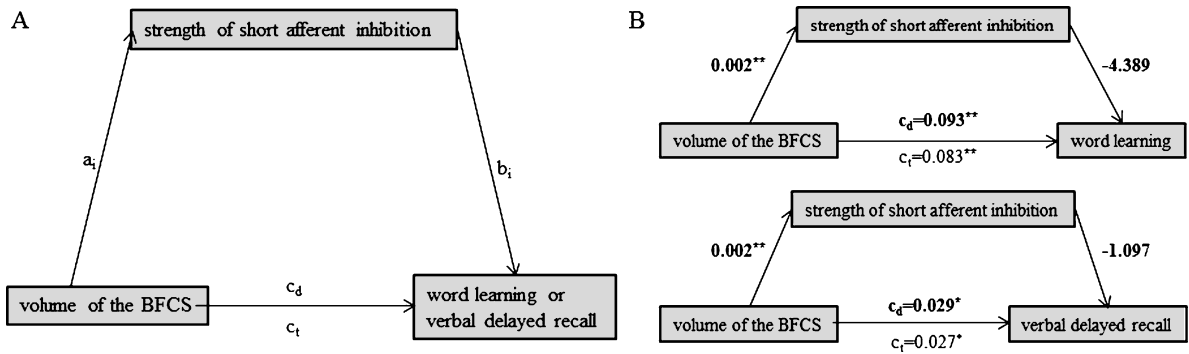 A
strength of short afferent inhibition
aᵢ
bᵢ
volume of the BFCS
c_d
c_t
word learning or
verbal delayed recall
B
strength of short afferent inhibition
0.002**
-4.389
volume of the BFCS
c_d=0.093**
c_t=0.083**
word learning
strength of short afferent inhibition
0.002**
-1.097
volume of the BFCS
c_d=0.029*
c_t=0.027*
verbal delayed recall